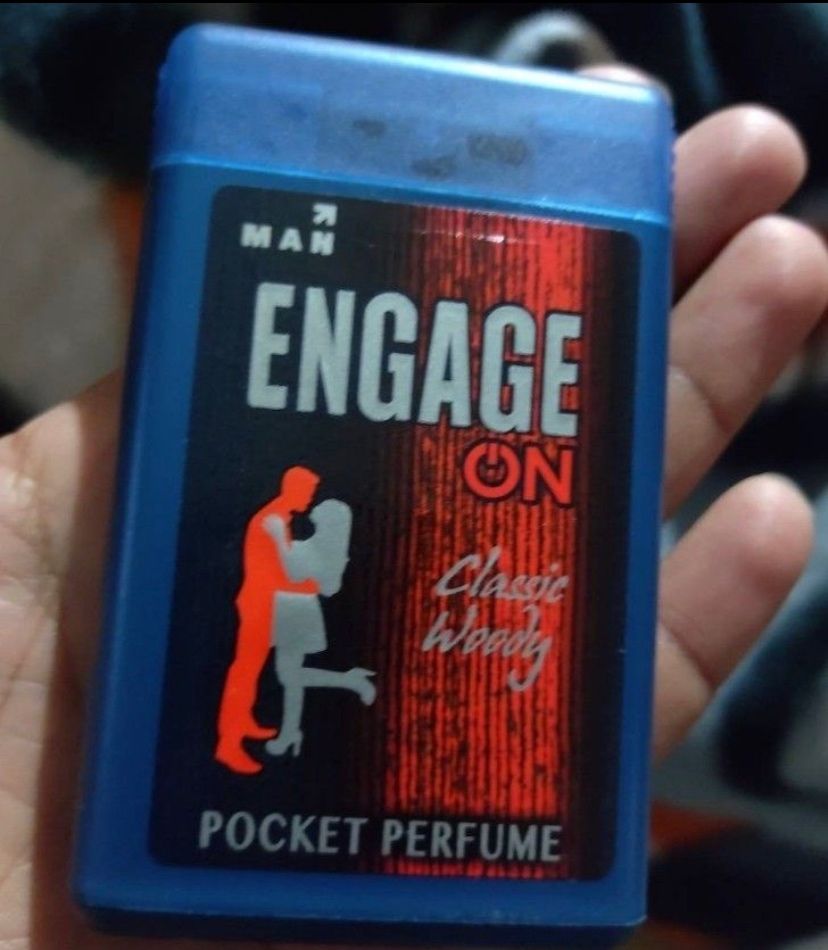 MAN
ENGAGE
ON
Classic
Woody
POCKET PERFUME